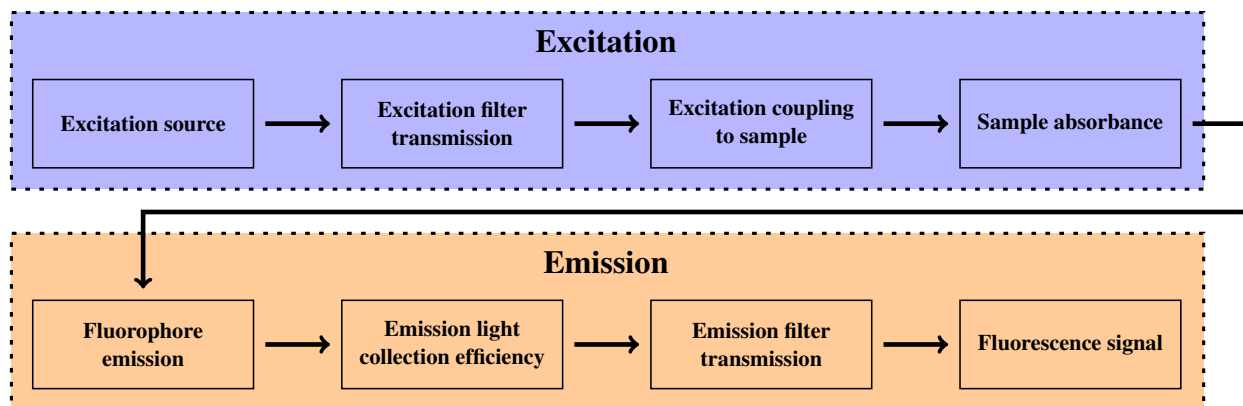 Excitation
Excitation source
Excitation filter
transmission
Excitation coupling
to sample
Sample absorbance
Emission
Fluorophore
emission
Emission light
collection efficiency
Emission filter
transmission
Fluorescence signal